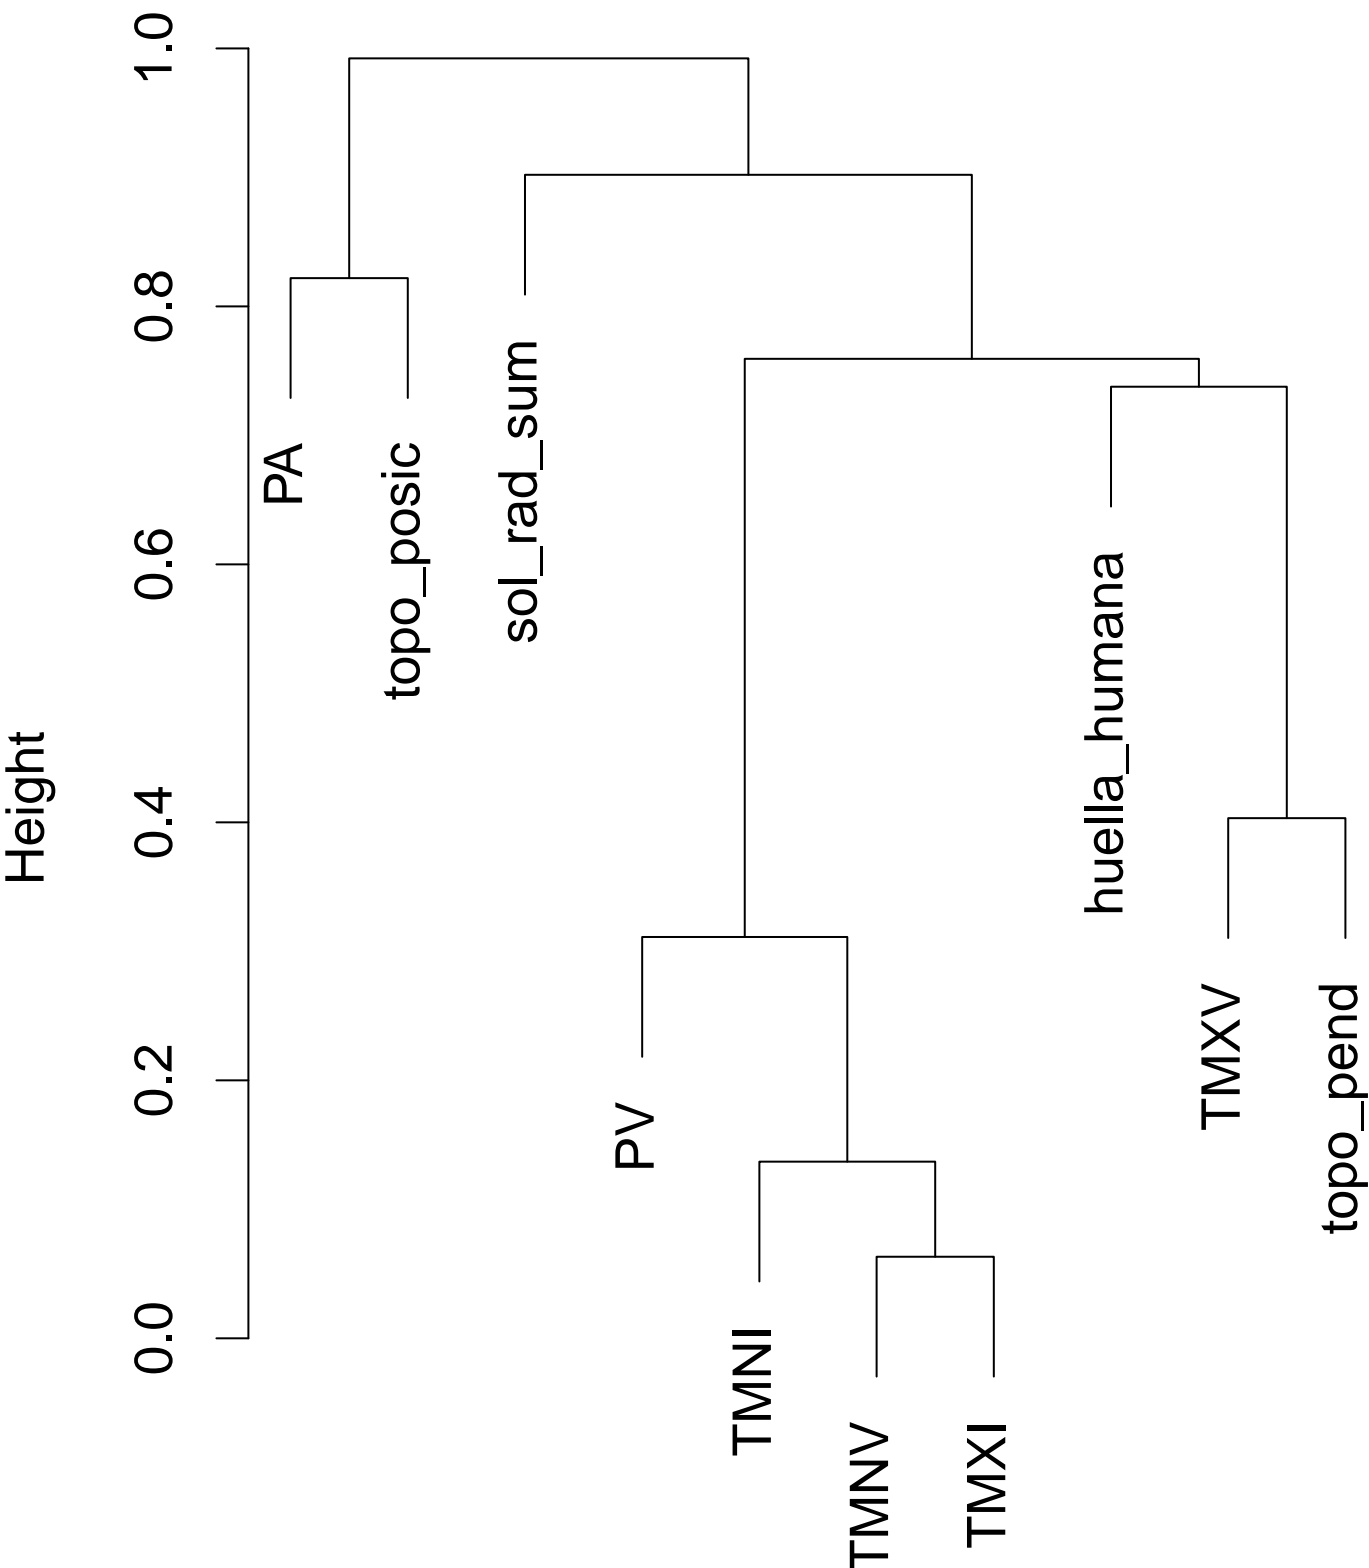 Height
1.0
0.8
0.6
0.4
0.2
0.0
PA
topo_posic
sol_rad_sum
PV
TMNI
TMNV
TMXI
huella_humana
TMXV
topo_pend